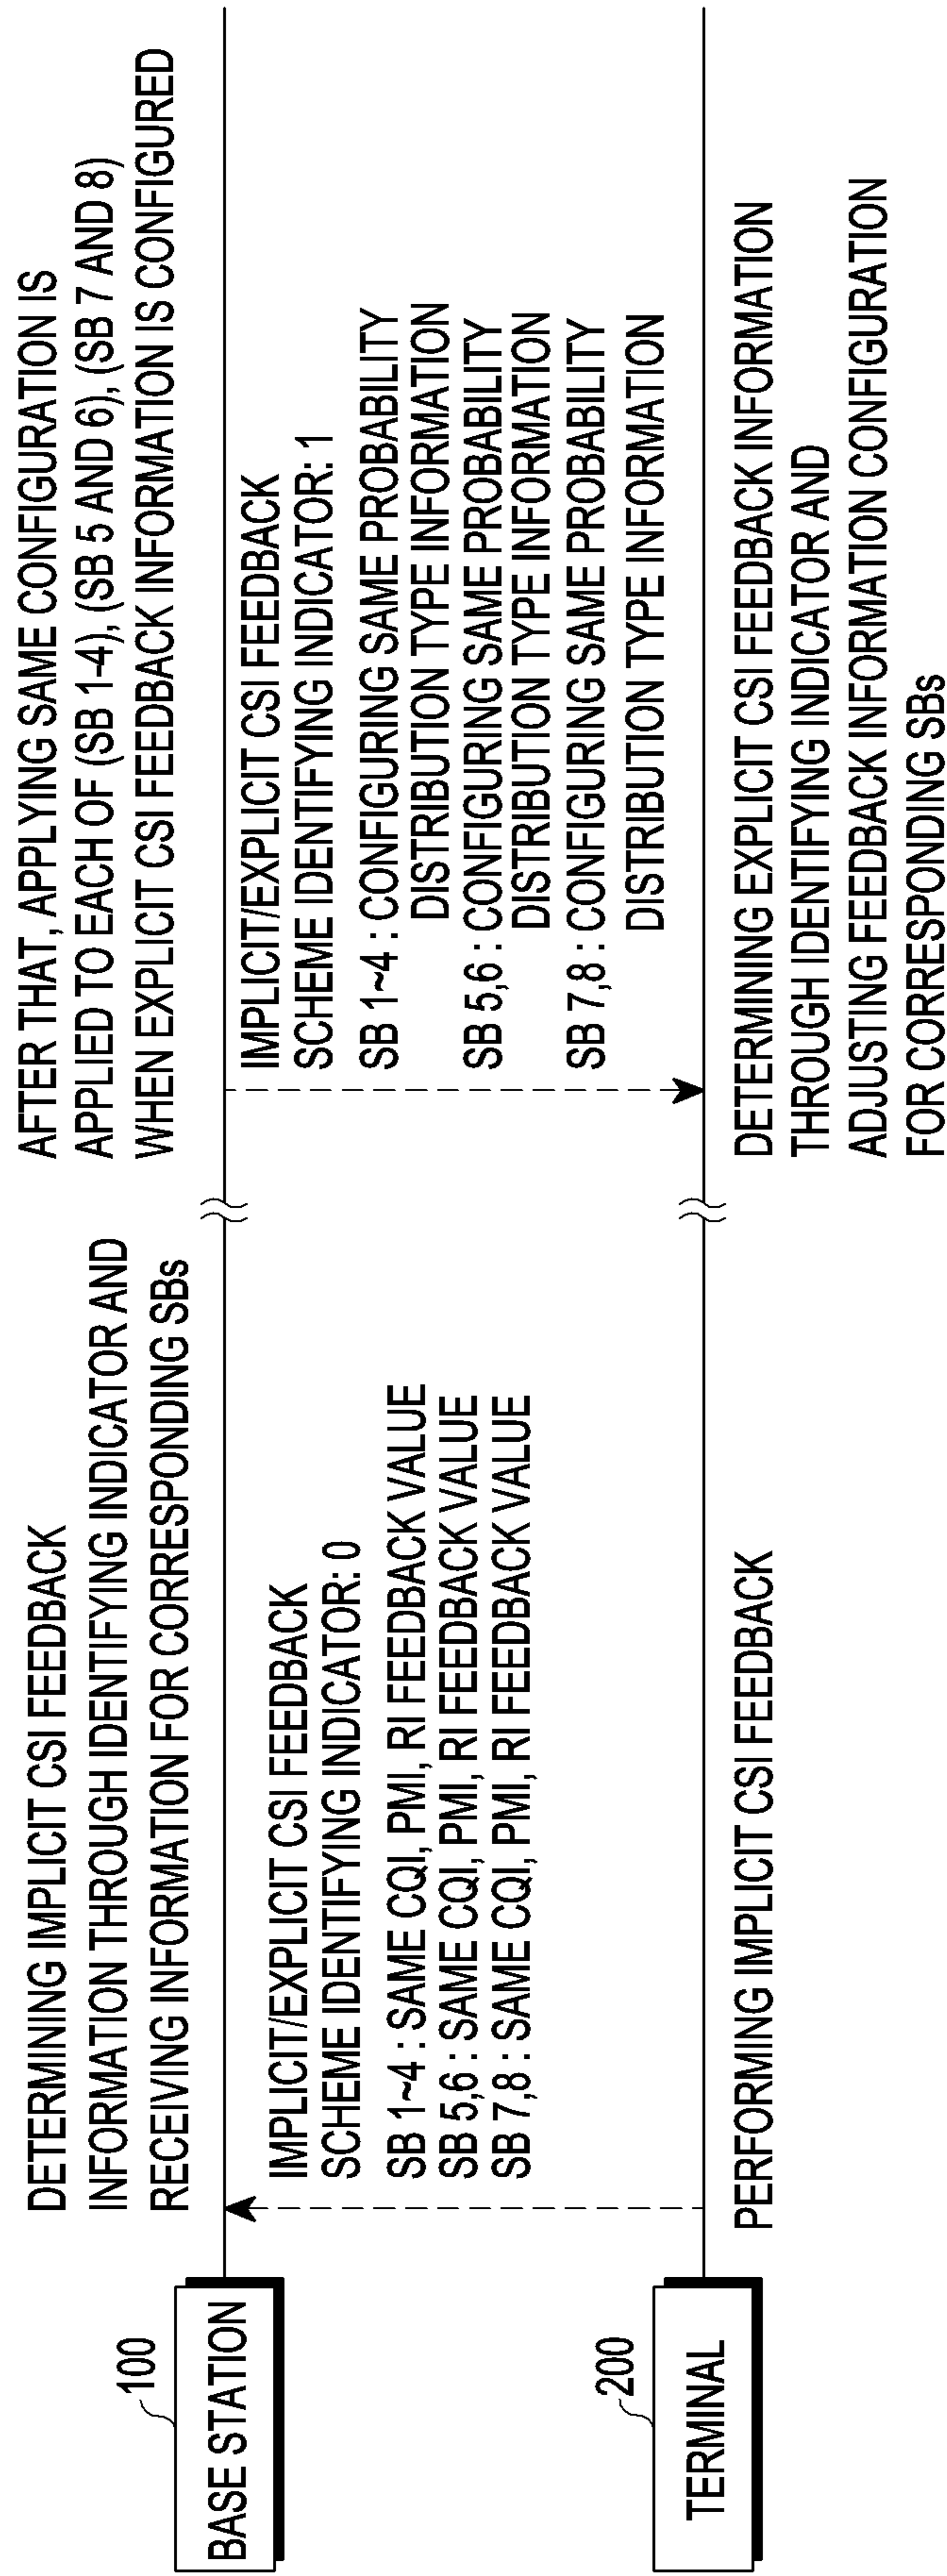 DETERMINING IMPLICIT CSI FEEDBACK
INFORMATION THROUGH IDENTIFYING INDICATOR AND
RECEIVING INFORMATION FOR CORRESPONDING SBs
AFTER THAT, APPLYING SAME CONFIGURATION IS
APPLIED TO EACH OF (SB 1-4), (SB 5 AND 6), (SB 7 AND 8)
WHEN EXPLICIT CSI FEEDBACK INFORMATION IS CONFIGURED
100
BASE STATION
IMPLICIT/EXPLICIT CSI FEEDBACK
SCHEME IDENTIFYING INDICATOR: 0
SB 1~4 : SAME CQI, PMI, RI FEEDBACK VALUE
SB 5,6 : SAME CQI, PMI, RI FEEDBACK VALUE
SB 7,8 : SAME CQI, PMI, RI FEEDBACK VALUE
IMPLICIT/EXPLICIT CSI FEEDBACK
SCHEME IDENTIFYING INDICATOR: 1
SB 1~4 : CONFIGURING SAME PROBABILITY
DISTRIBUTION TYPE INFORMATION
SB 5,6 : CONFIGURING SAME PROBABILITY
DISTRIBUTION TYPE INFORMATION
SB 7,8 : CONFIGURING SAME PROBABILITY
DISTRIBUTION TYPE INFORMATION
200
TERMINAL
PERFORMING IMPLICIT CSI FEEDBACK
DETERMINING EXPLICIT CSI FEEDBACK INFORMATION
THROUGH IDENTIFYING INDICATOR AND
ADJUSTING FEEDBACK INFORMATION CONFIGURATION
FOR CORRESPONDING SBs